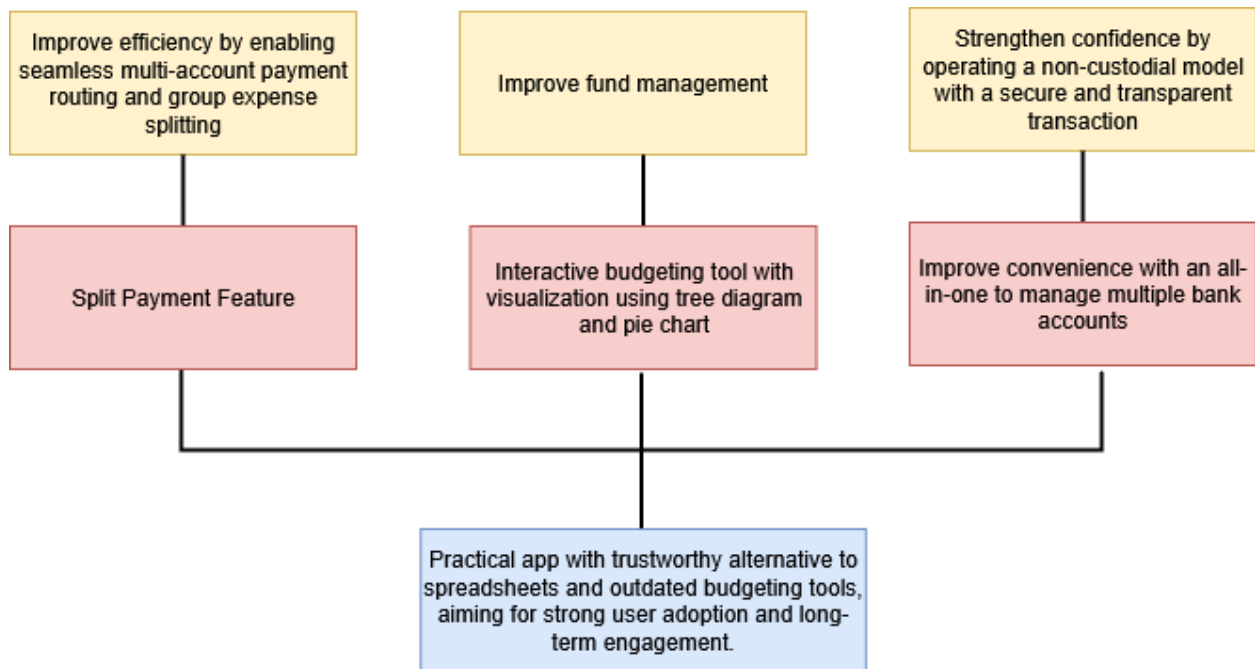 Improve efficiency by enabling
seamless multi-account payment
routing and group expense
splitting
Improve fund management
Strengthen confidence by
operating a non-custodial model
with a secure and transparent
transaction
Split Payment Feature
Interactive budgeting tool with
visualization using tree diagram
and pie chart
Improve convenience with an all-
in-one to manage multiple bank
accounts
Practical app with trustworthy alternative to
spreadsheets and outdated budgeting tools,
aiming for strong user adoption and long-
term engagement.